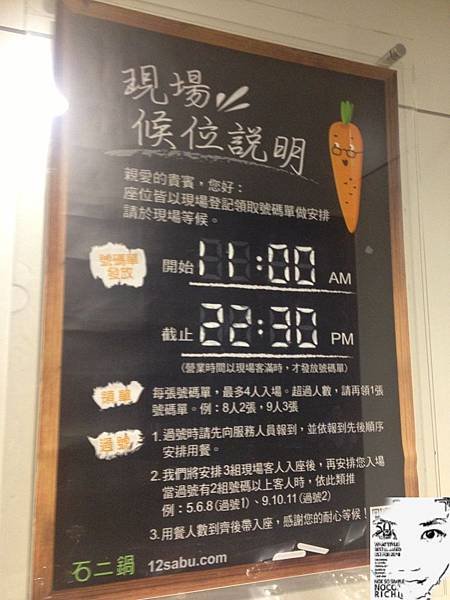 現場
候位說明
親愛的貴賓，您好：
座位皆以現場登記領取號碼單做安排
請於現場等候。
號碼單
發放
開始 11:00 AM
截止 22:30 PM
(營業時間以現場客滿時，才發放號碼單)
領單
每張號碼單，最多4人入場。超過人數，請再領1張
號碼單。例：8人2張，9人3張
過號
1.過號時請先向服務人員報到，並依報到先後順序
安排用餐。
2.我們將安排3組現場客人入座後，再安排您入場
當過號有2組號碼以上客人時，依此類推
例：5.6.8(過號1)、9.10.11(過號2)
3.用餐人數到齊後帶入座，感謝您的耐心等候！
石二鍋 12sabu.com
NOCO
RICH